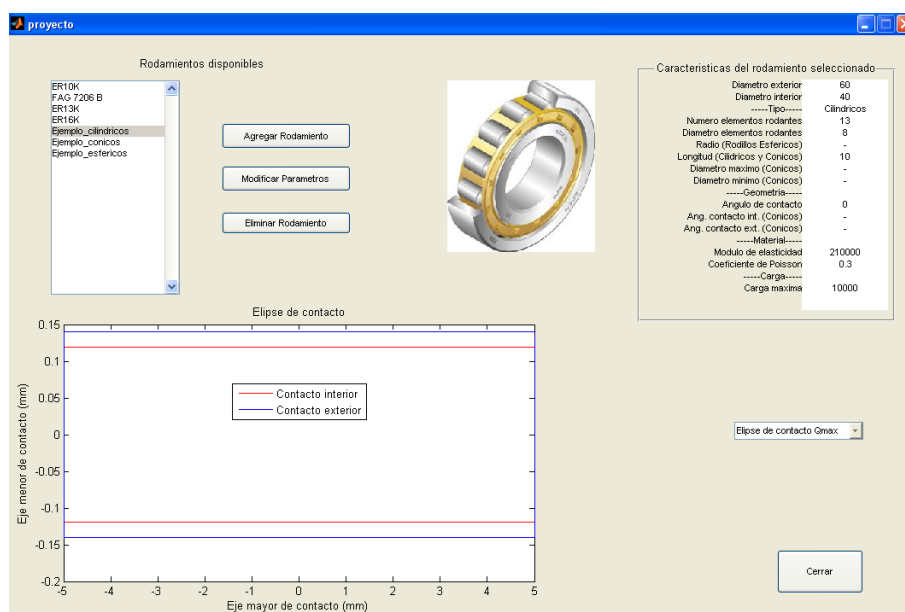 proyecto
Rodamientos disponibles
ER10K
FAG 7206 B
ER13K
ER16K
Ejemplo_cilindricos
Ejemplo_conicos
Ejemplo_esfericos
Agregar Rodamiento
Modificar Parametros
Eliminar Rodamiento
Caracteristicas del rodamiento seleccionado
Diametro exterior 60
Diametro interior 40
-----Tipo----- Cilindricos
Numero elementos rodantes 13
Diametro elementos rodantes 8
Radio (Rodillos Esfericos) -
Longitud (Cilidricos y Conicos) 10
Diametro maximo (Conicos) -
Diametro minimo (Conicos) -
-----Geometria-----
Angulo de contacto 0
Ang. contacto int. (Conicos) -
Ang. contacto ext. (Conicos) -
-----Material-----
Modulo de elasticidad 210000
Coeficiente de Poisson 0.3
-----Carga-----
Carga maxima 10000
Elipse de contacto
0.15
0.1
0.05
0
-0.05
-0.1
-0.15
-0.2
Eje menor de contacto (mm)
Contacto interior
Contacto exterior
-5 -4 -3 -2 -1 0 1 2 3 4 5
Eje mayor de contacto (mm)
Elipse de contacto Qmax
Cerrar